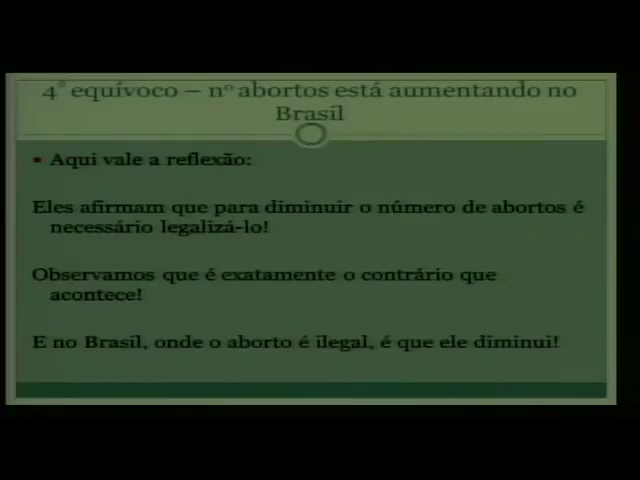 4º equívoco – nº abortos está aumentando no
Brasil
• Aqui vale a reflexão:
Eles afirmam que para diminuir o número de abortos é
necessário legalizá-lo!
Observamos que é exatamente o contrário que
acontece!
E no Brasil, onde o aborto é ilegal, é que ele diminui!